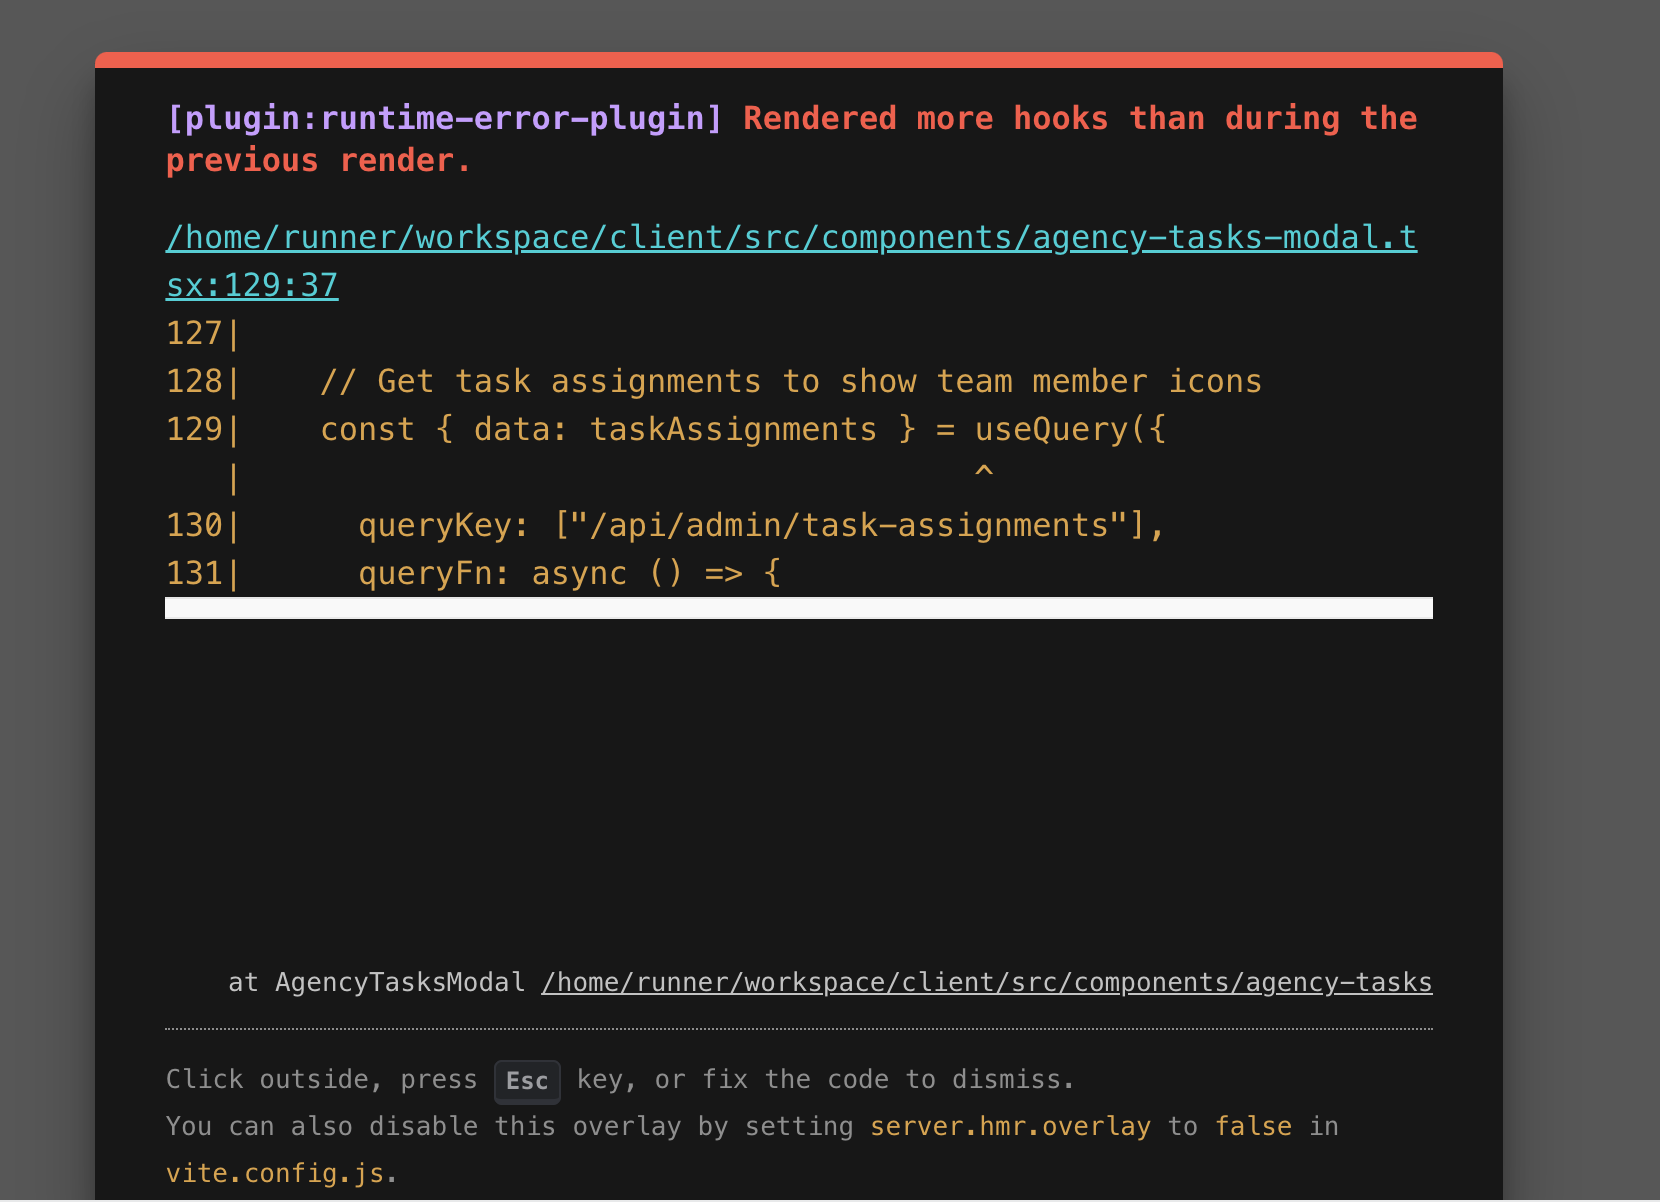 [plugin:runtime-error-plugin] Rendered more hooks than during the
previous render.
/home/runner/workspace/client/src/components/agency-tasks-modal.t
sx:129:37
127|
128|    // Get task assignments to show team member icons
129|    const { data: taskAssignments } = useQuery({
   |                                      ^
130|      queryKey: ["/api/admin/task-assignments"],
131|      queryFn: async () => {
at AgencyTasksModal /home/runner/workspace/client/src/components/agency-tasks
Click outside, press Esc key, or fix the code to dismiss.
You can also disable this overlay by setting server.hmr.overlay to false in
vite.config.js.